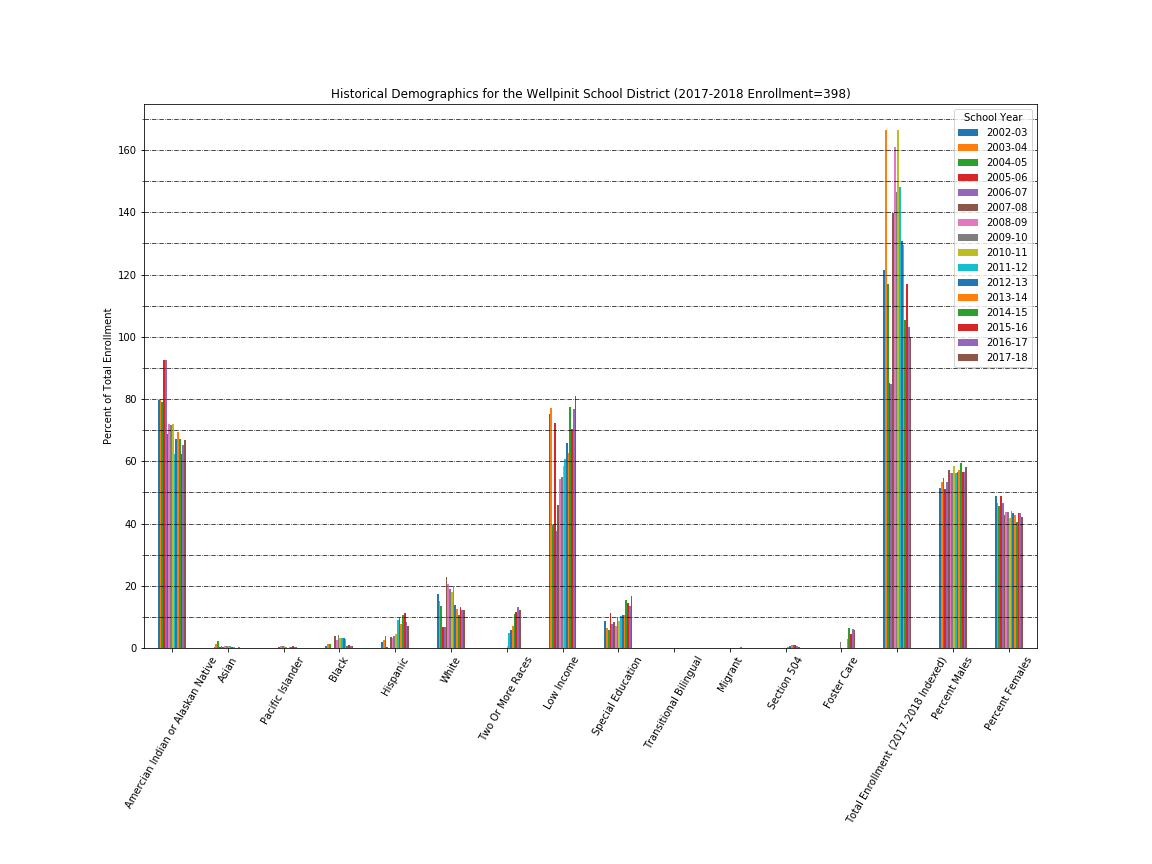 Historical Demographics for the Wellpinit School District (2017-2018 Enrollment=398)
Percent of Total Enrollment
160
140
120
100
80
60
40
20
0
School Year
2002-03
2003-04
2004-05
2005-06
2006-07
2007-08
2008-09
2009-10
2010-11
2011-12
2012-13
2013-14
2014-15
2015-16
2016-17
2017-18
Amercian Indian or Alaskan Native
Asian
Pacific Islander
Black
Hispanic
White
Two Or More Races
Low Income
Special Education
Transitional Bilingual
Migrant
Section 504
Foster Care
Total Enrollment (2017-2018 Indexed)
Percent Males
Percent Females